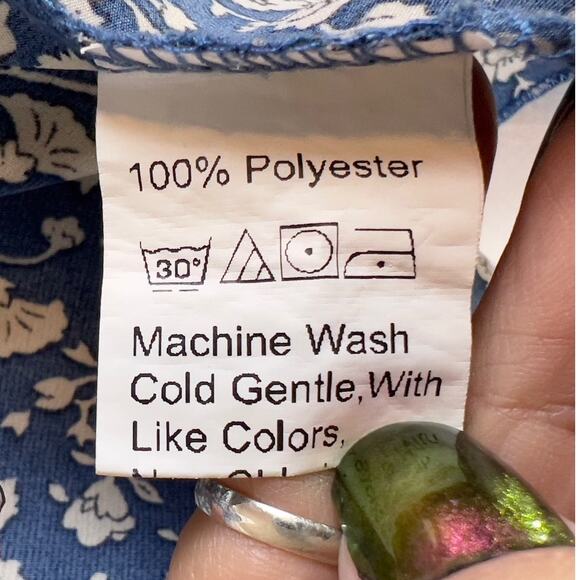 100% Polyester
30°
Machine Wash
Cold Gentle,With
Like Colors,